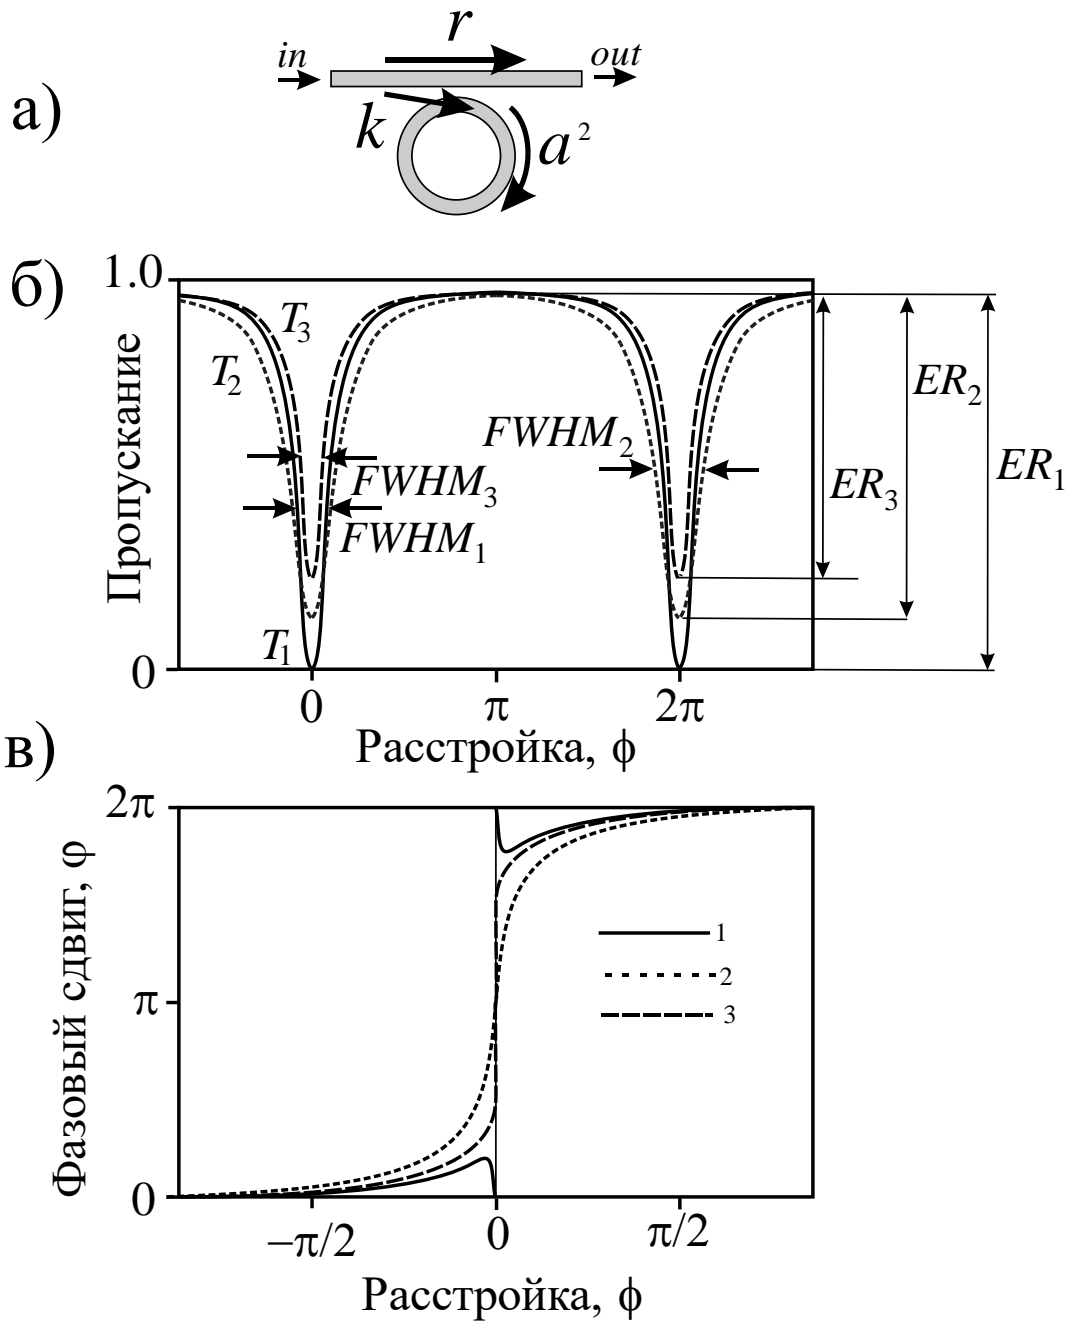 а)
in
r
out
k
a²
б)
1.0
Пропускание
0
T₃
T₂
T₁
FWHM₃
FWHM₁
FWHM₂
ER₃
ER₂
ER₁
0
π
2π
Расстройка, ϕ
в)
2π
Фазовый сдвиг, φ
π
0
1
2
3
−π/2
0
π/2
Расстройка, ϕ